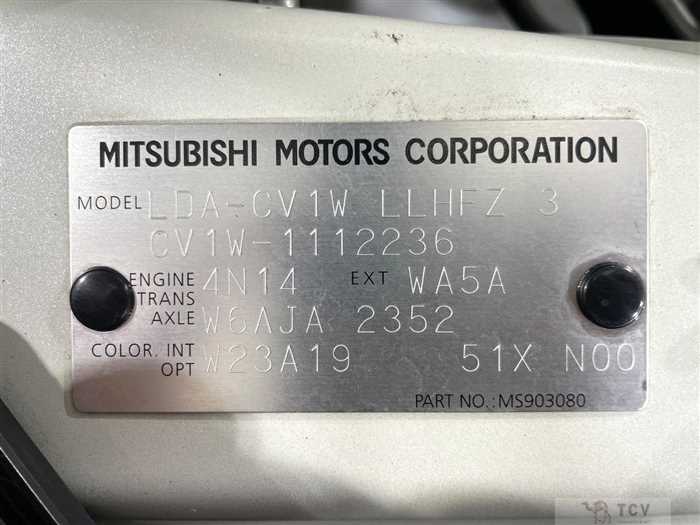 MITSUBISHI MOTORS CORPORATION
MODEL LDA-CV1W LLHFZ 3
CV1W-1112236
ENGINE 4N14 EXT WA5A
TRANS
AXLE W6AJA 2352
COLOR. INT W23A19 51X N00
OPT
PART NO.:MS903080
TCV